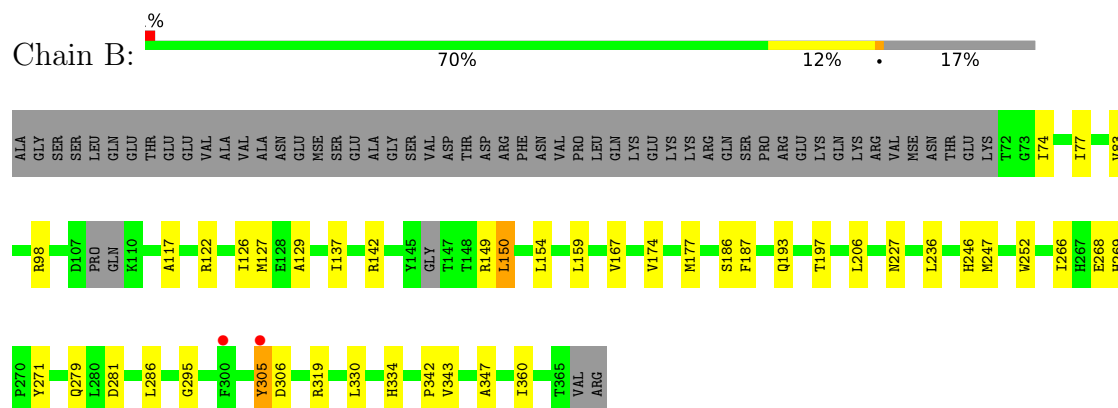 %
Chain B:
70% 12% • 17%
ALA GLY SER SER LEU GLN GLU THR GLU GLU VAL ALA VAL ALA ASN GLU MSE SER GLU ALA GLY SER VAL ASP THR ASP ARG PHE ASN VAL PRO LEU GLN LYS GLU LYS LYS ARG GLN SER PRO ARG GLU LYS GLN LYS ARG VAL MSE ASN THR GLU LYS T72 G73 I74 I77 V83
R98 D107 PRO GLN K110 A117 R122 I126 M127 E128 A129 I137 R142 Y145 GLY T147 T148 R149 L150 L154 L159 V167 V174 M177 S186 F187 Q193 T197 L206 N227 L236 H246 M247 W252 I266 H267 E268 H269
P270 Y271 Q279 L280 D281 L286 G295 F300 Y305 D306 R319 L330 H334 P342 V343 A347 I360 T365 VAL ARG